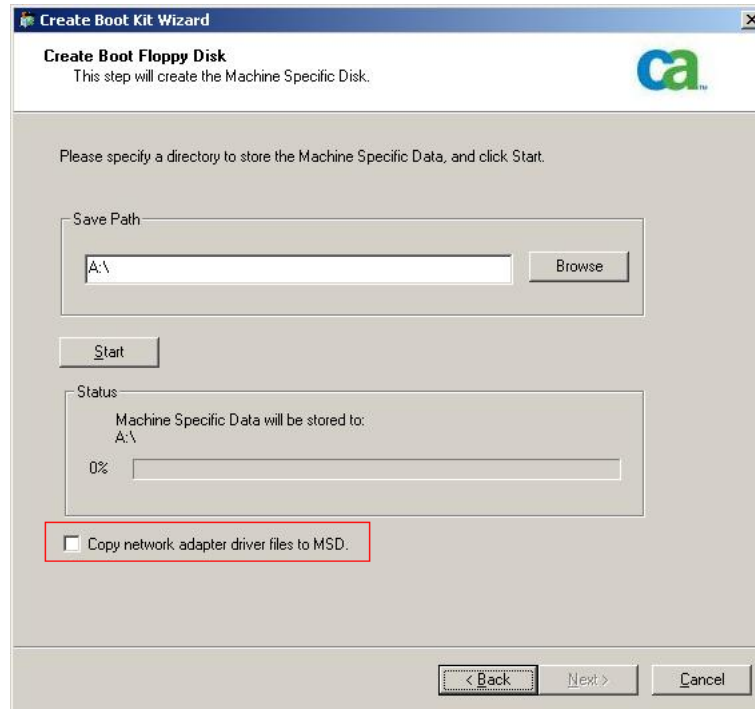 Create Boot Kit Wizard
Create Boot Floppy Disk
This step will create the Machine Specific Disk.
ca
TM
Please specify a directory to store the Machine Specific Data, and click Start.
Save Path
A:\
Browse
Start
Status
Machine Specific Data will be stored to:
A:\
0%
Copy network adapter driver files to MSD.
< Back
Next >
Cancel